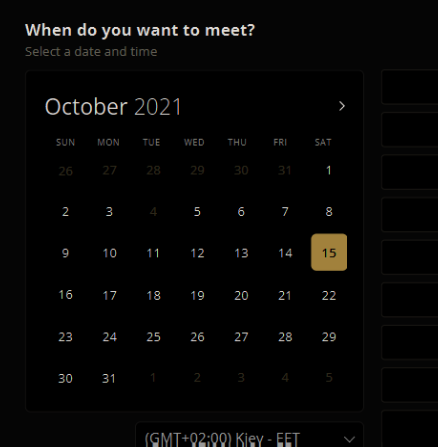 When do you want to meet?
Select a date and time
October 2021 >
SUN MON TUE WED THU FRI SAT
26 27 28 29 30 31 1
2 3 4 5 6 7 8
9 10 11 12 13 14 15
16 17 18 19 20 21 22
23 24 25 26 27 28 29
30 31 1 2 3 4 5
(GMT+02:00) Kiev - EET